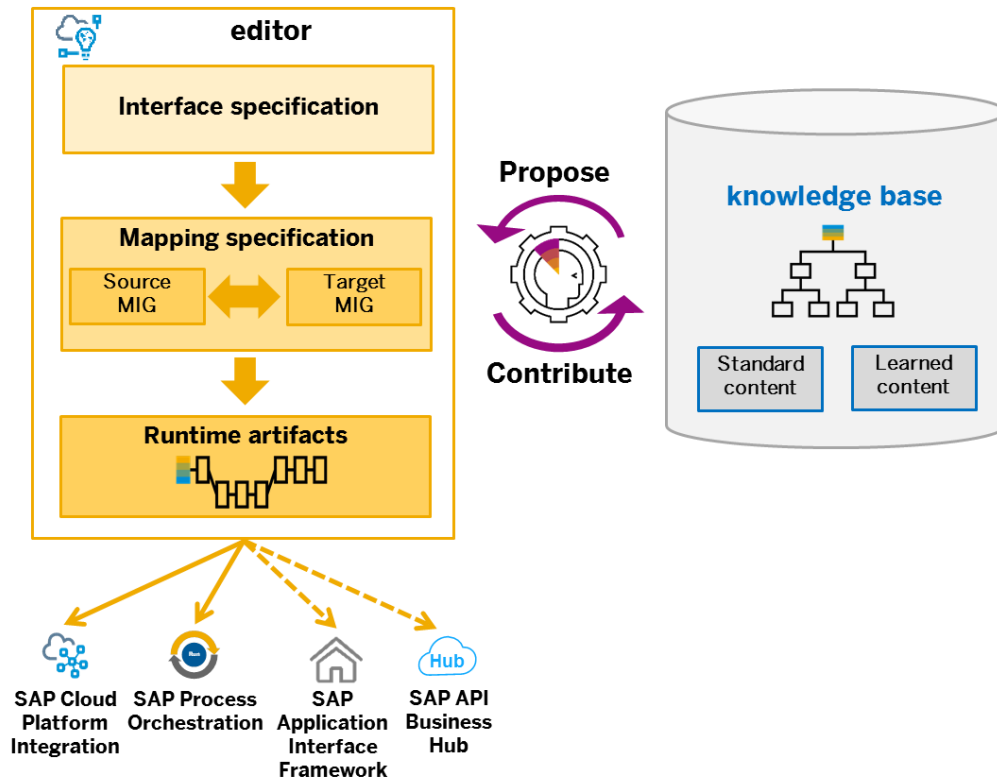 editor
Interface specification
Mapping specification
Source
MIG
Target
MIG
Runtime artifacts
Propose
Contribute
knowledge base
Standard
content
Learned
content
SAP Cloud
Platform
Integration
Run
SAP Process
Orchestration
SAP
Application
Interface
Framework
Hub
SAP API
Business
Hub